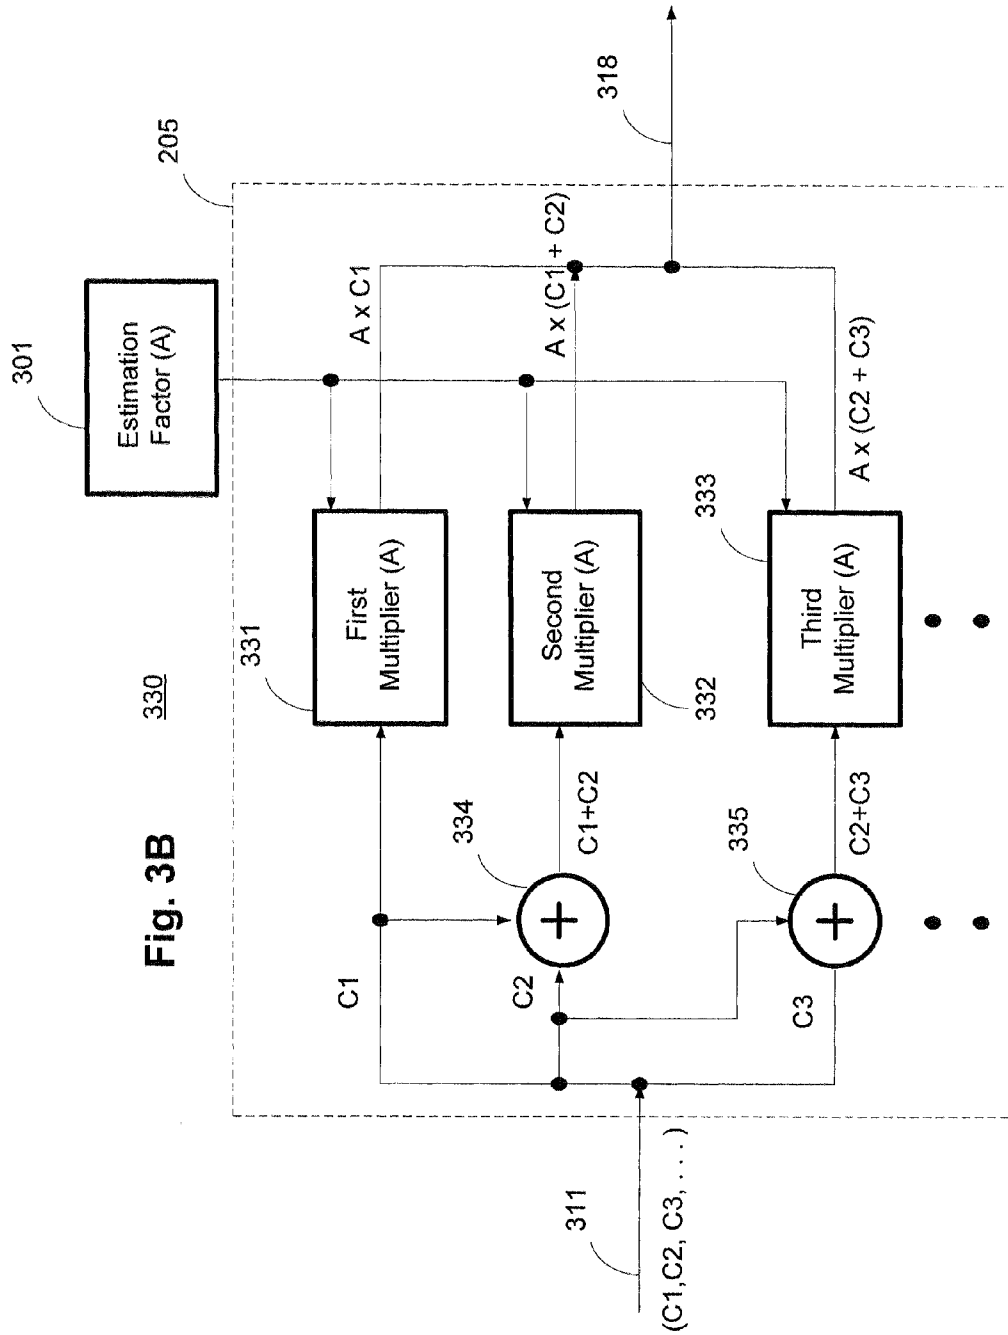 Fig. 3B
330
301
Estimation
Factor (A)
205
331
First
Multiplier (A)
C1
A x C1
334
C2
C1+C2
Second
Multiplier (A)
332
A x (C1 + C2)
318
311
(C1,C2, C3, . . . )
335
C3
C2+C3
333
Third
Multiplier (A)
A x (C2 + C3)